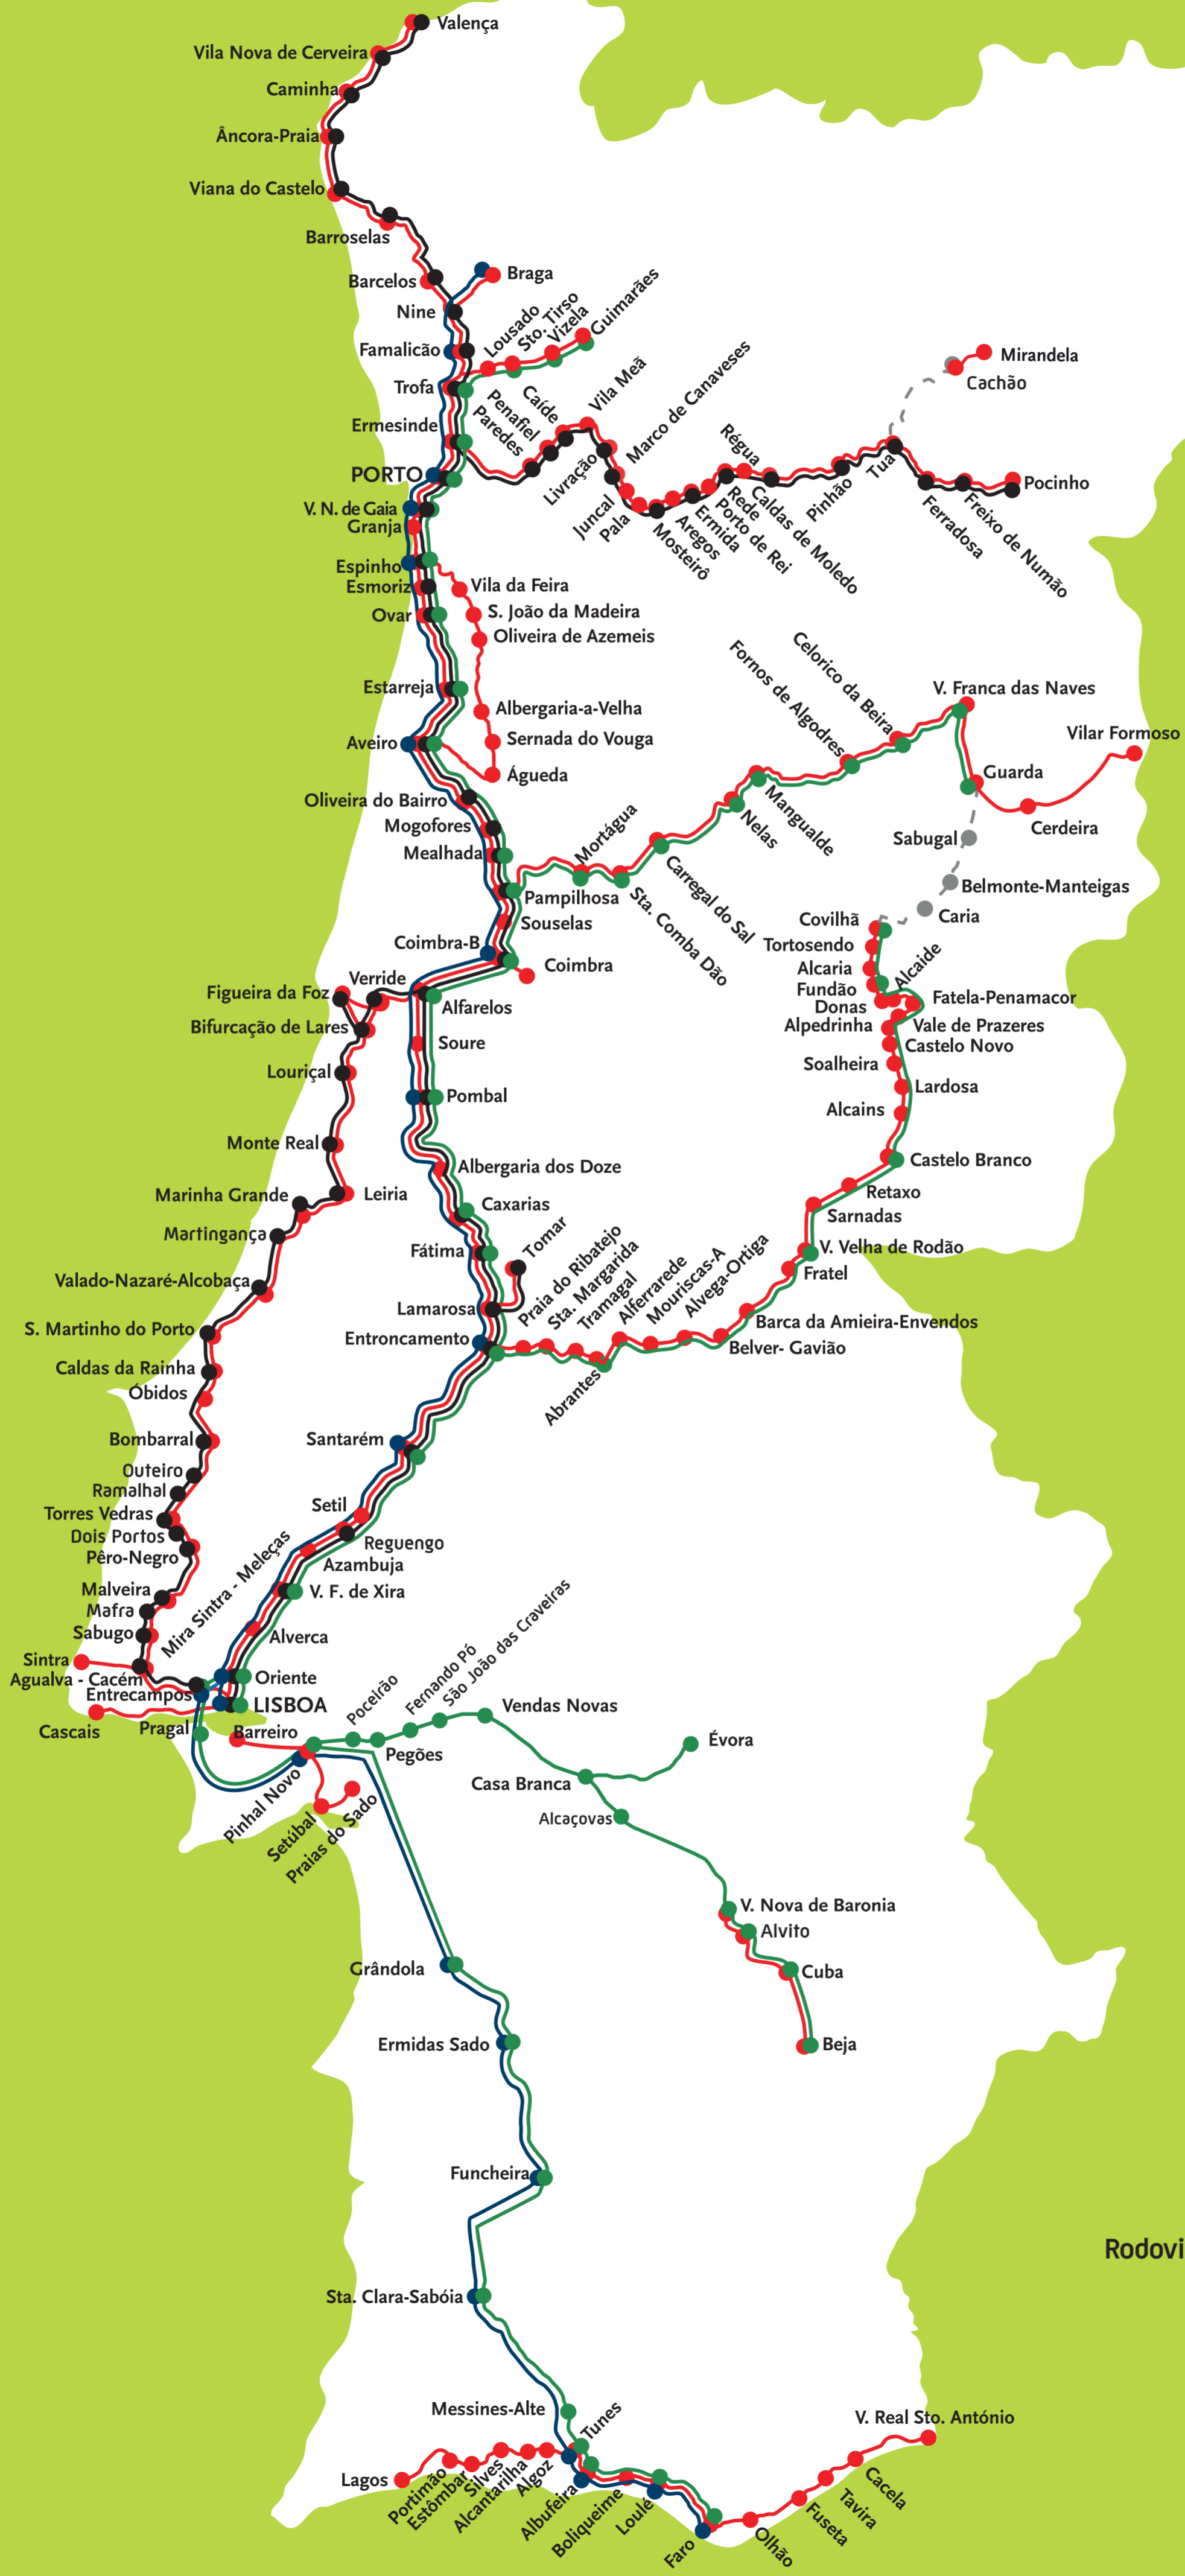 Valença
Vila Nova de Cerveira
Caminha
Âncora-Praia
Viana do Castelo
Barroselas
Barcelos
Braga
Nine
Famalicão
Lousado
Sto. Tirso
Vizela
Guimarães
Trofa
Ermesinde
Paredes
Penafiel
Caíde
Vila Meã
Livração
Marco de Canaveses
Juncal
Pala
Mosteirô
Aregos
Ermida
Porto de Rei
Rede
Caldas de Moledo
Régua
Pinhão
Tua
Cachão
Mirandela
Ferradosa
Freixo de Numão
Pocinho
PORTO
V. N. de Gaia
Granja
Espinho
Esmoriz
Ovar
Vila da Feira
S. João da Madeira
Oliveira de Azemeis
Albergaria-a-Velha
Sernada do Vouga
Águeda
Estarreja
Aveiro
Oliveira do Bairro
Mogofores
Mealhada
Pampilhosa
Mortágua
Sta. Comba Dão
Carregal do Sal
Nelas
Mangualde
Fornos de Algodres
Celorico da Beira
V. Franca das Naves
Guarda
Cerdeira
Vilar Formoso
Sabugal
Belmonte-Manteigas
Caria
Covilhã
Tortosendo
Alcaria
Fundão
Alcaide
Donas
Fatela-Penamacor
Alpedrinha
Vale de Prazeres
Castelo Novo
Soalheira
Lardosa
Alcains
Castelo Branco
Retaxo
Sarnadas
V. Velha de Rodão
Fratel
Barca da Amieira-Envendos
Belver- Gavião
Souselas
Coimbra-B
Coimbra
Verride
Figueira da Foz
Alfarelos
Bifurcação de Lares
Soure
Louriçal
Pombal
Monte Real
Albergaria dos Doze
Leiria
Marinha Grande
Caxarias
Martingança
Fátima
Tomar
Valado-Nazaré-Alcobaça
Lamarosa
Praia do Ribatejo
Sta. Margarida
Tramagal
Alferrarede
Mouriscas-A
Alvega-Ortiga
Abrantes
S. Martinho do Porto
Entroncamento
Caldas da Rainha
Óbidos
Bombarral
Santarém
Outeiro
Ramalhal
Torres Vedras
Setil
Dois Portos
Reguengo
Pêro-Negro
Azambuja
Malveira
V. F. de Xira
Mafra
Sabugo
Mira Sintra - Meleças
Alverca
Sintra
Agualva - Cacém
Oriente
Entrecampos
LISBOA
Cascais
Pragal
Barreiro
Pinhal Novo
Setúbal
Praias do Sado
Poceirão
Pegões
Fernando Pó
São João das Craveiras
Vendas Novas
Casa Branca
Évora
Alcaçovas
V. Nova de Baronia
Alvito
Cuba
Beja
Grândola
Ermidas Sado
Funcheira
Rodovi
Sta. Clara-Sabóia
Messines-Alte
Tunes
Lagos
Portimão
Estômbar
Silves
Alcantarilha
Algoz
Albufeira
Boliqueime
Loulé
Faro
Olhão
Fuseta
Tavira
Cacela
V. Real Sto. António